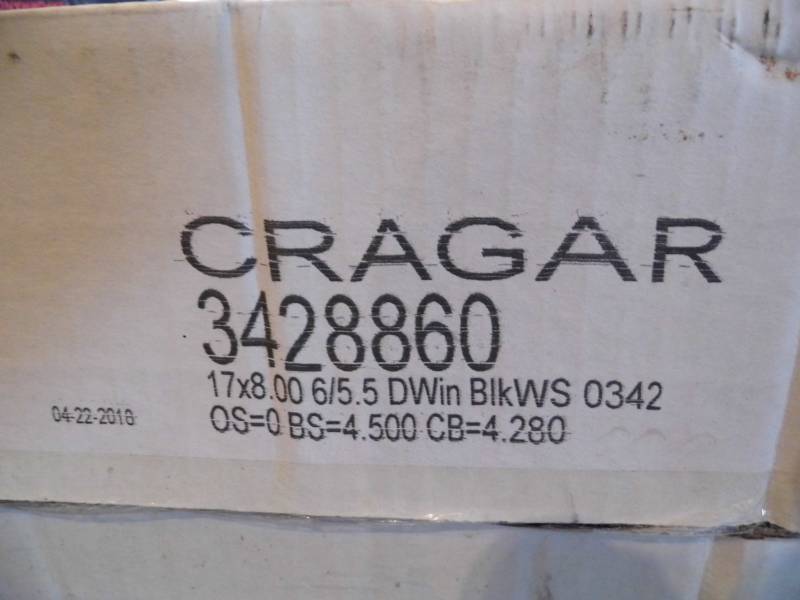 CRAGAR
3428860
17x8.00 6/5.5 DWin BlkWS 0342
04-22-2018
OS=0 BS=4.500 CB=4.280